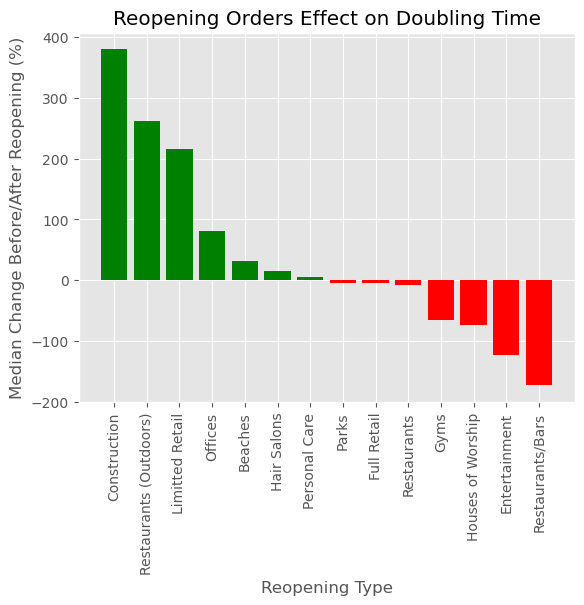 Reopening Orders Effect on Doubling Time
Median Change Before/After Reopening (%)
400
300
200
100
0
−100
−200
Construction
Restaurants (Outdoors)
Limitted Retail
Offices
Beaches
Hair Salons
Personal Care
Parks
Full Retail
Restaurants
Gyms
Houses of Worship
Entertainment
Restaurants/Bars
Reopening Type